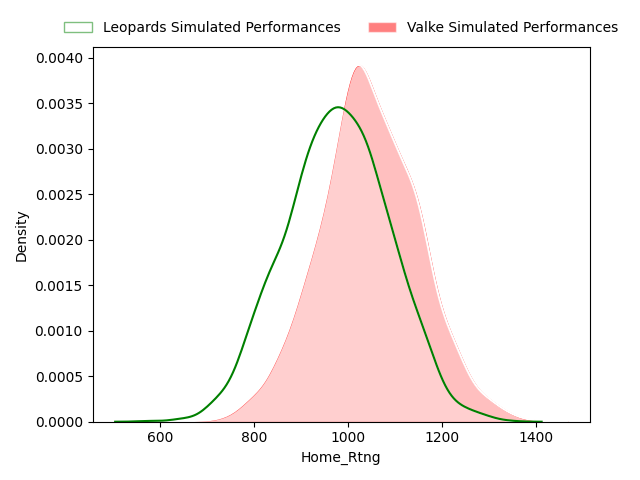 Leopards Simulated Performances
Valke Simulated Performances
0.0040
0.0035
0.0030
0.0025
0.0020
0.0015
0.0010
0.0005
0.0000
Density
600 800 1000 1200 1400
Home_Rtng